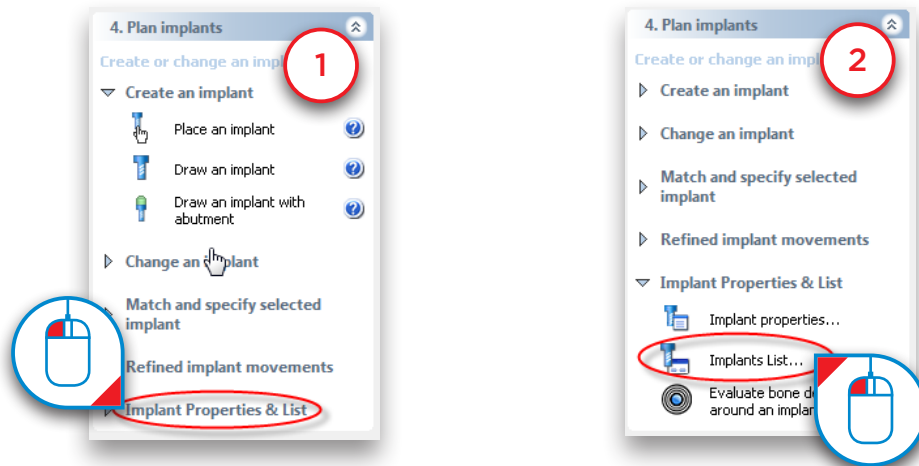 4. Plan implants
1
Create or change an imp
Create an implant
Place an implant
Draw an implant
Draw an implant with
abutment
Change an implant
Match and specify selected
implant
Refined implant movements
Implant Properties & List
4. Plan implants
2
Create or change an impl
Create an implant
Change an implant
Match and specify selected
implant
Refined implant movements
Implant Properties & List
Implant properties...
Implants List...
Evaluate bone de
around an implan